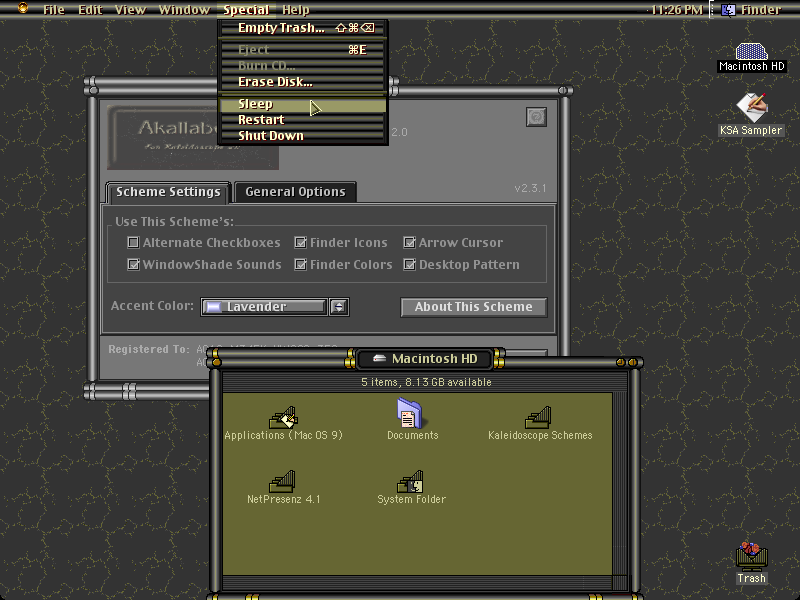 File Edit View Window Special Help 11:26 PM Finder
Empty Trash... ⇧⌘⌫
Eject ⌘E
Burn CD...
Erase Disk...
Sleep
Restart
Shut Down
Macintosh HD
KSA Sampler
2.0
v2.3.1
Scheme Settings General Options
Use This Scheme's:
Alternate Checkboxes Finder Icons Arrow Cursor
WindowShade Sounds Finder Colors Desktop Pattern
Accent Color: Lavender About This Scheme
Registered To:
Macintosh HD
5 items, 8.13 GB available
Applications (Mac OS 9) Documents Kaleidoscope Schemes
NetPresenz 4.1 System Folder
Trash